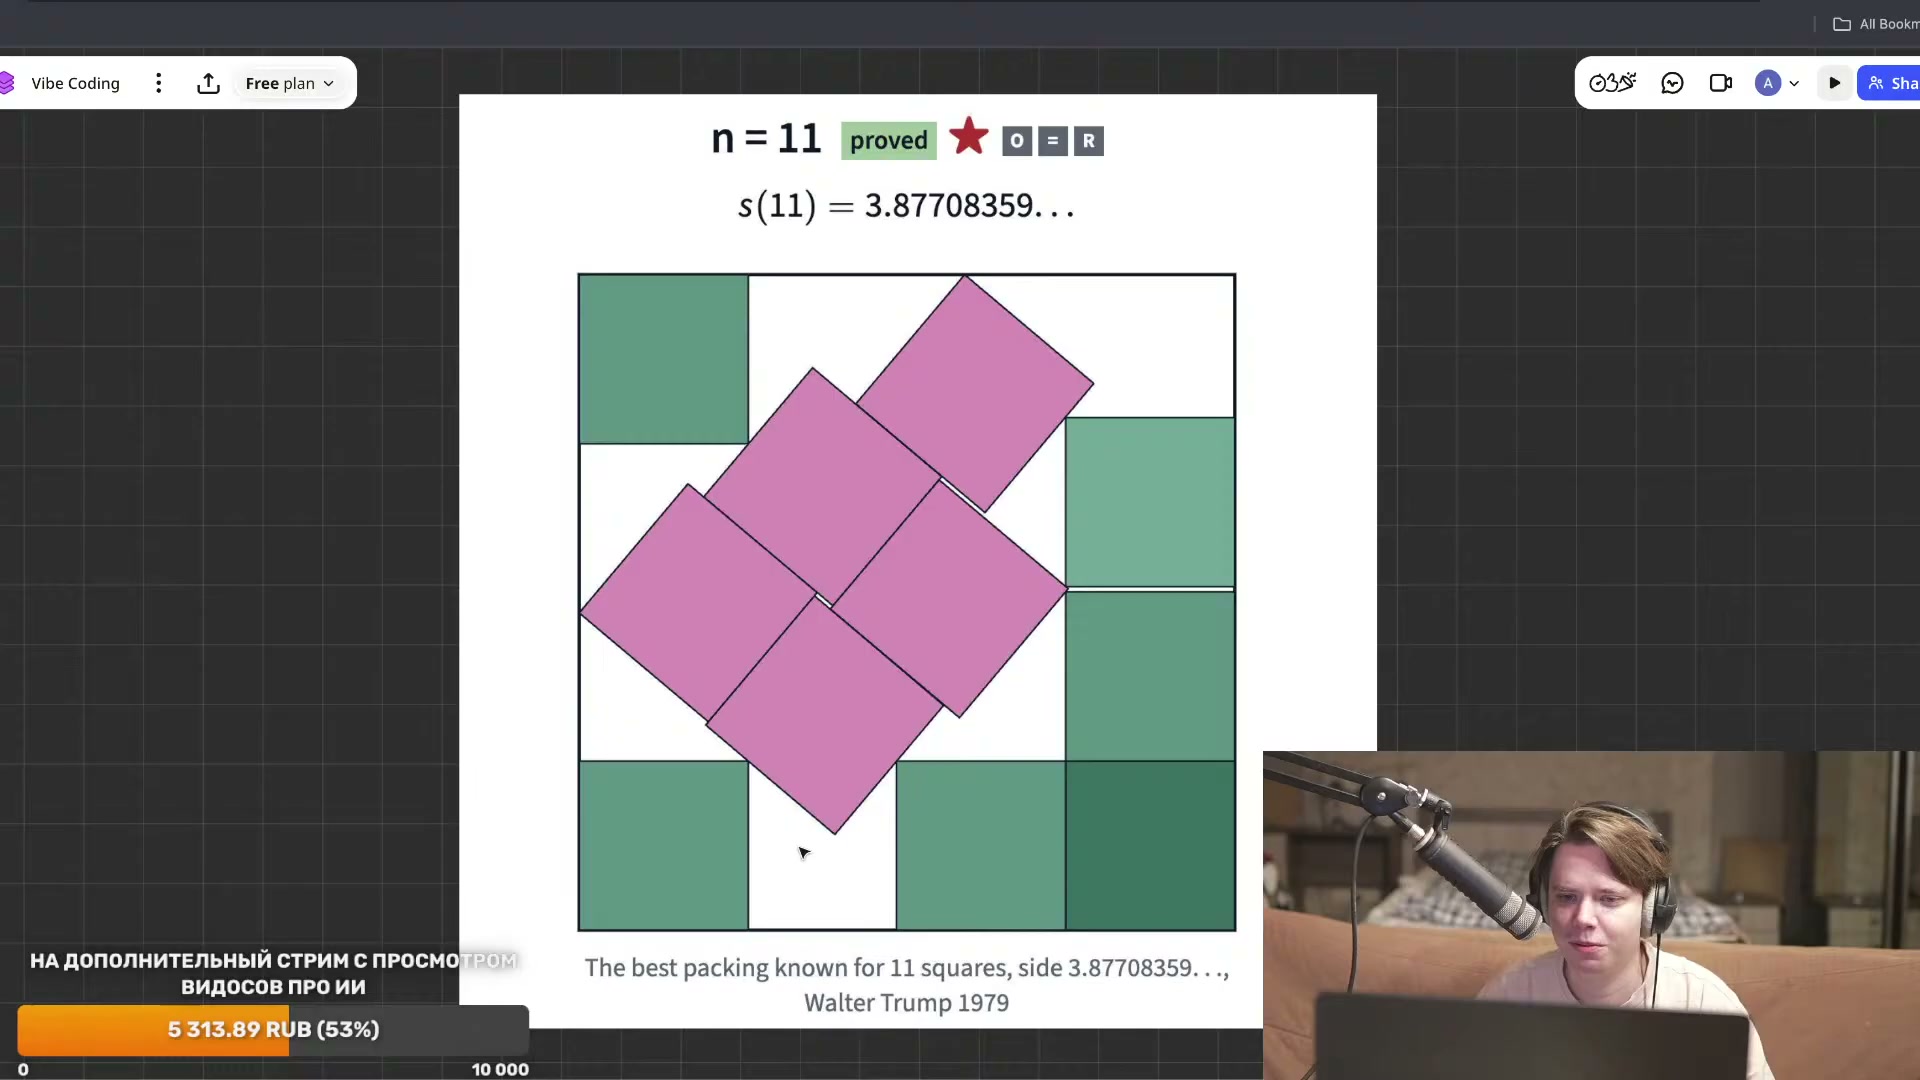 All Bookm
Vibe Coding
Free plan
A
Sha
n = 11 proved O = R
s(11) = 3.87708359...
The best packing known for 11 squares, side 3.87708359...,
Walter Trump 1979
НА ДОПОЛНИТЕЛЬНЫЙ СТРИМ С ПРОСМОТРОМ
ВИДОСОВ ПРО ИИ
5 313.89 RUB (53%)
0 10 000